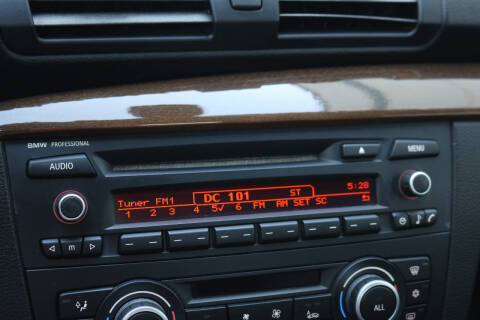 BMW PROFESSIONAL
AUDIO
MENU
Tuner FM1 DC 101 ST 5:28
1 2 3 4 5√ 6 FM AM SET SC
m
ALL